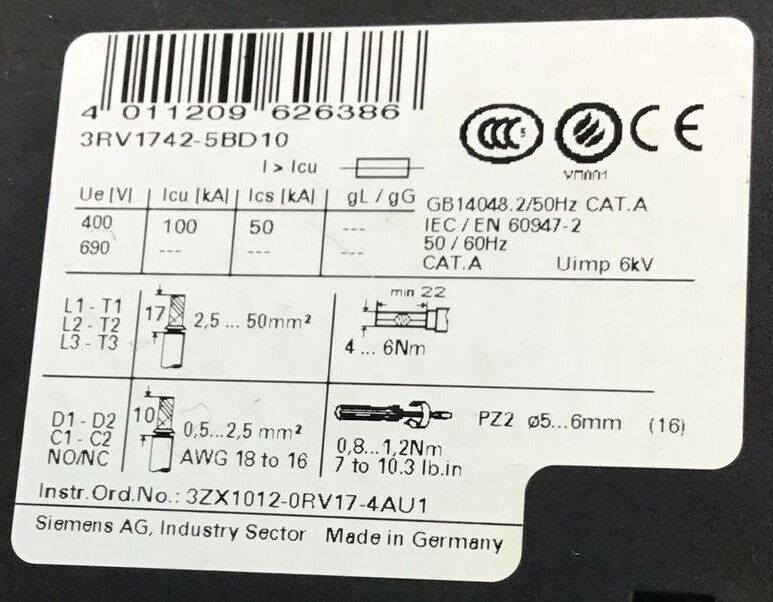 4 011209 626386
3RV1742-5BD10
CCC S
VM001
CE
I > Icu
Ue [V] Icu [kA] Ics [kA] gL / gG
400 100 50 ---
690 --- --- ---
GB14048.2/50Hz CAT.A
IEC / EN 60947-2
50 / 60Hz
CAT.A Uimp 6kV
L1 - T1
L2 - T2
L3 - T3
17
2,5 ... 50mm²
min 22
4 ... 6Nm
D1 - D2
C1 - C2
NO/NC
10
0,5...2,5 mm²
AWG 18 to 16
0,8...1,2Nm
7 to 10.3 lb.in
PZ2 ø5...6mm (16)
Instr.Ord.No.: 3ZX1012-0RV17-4AU1
Siemens AG, Industry Sector Made in Germany